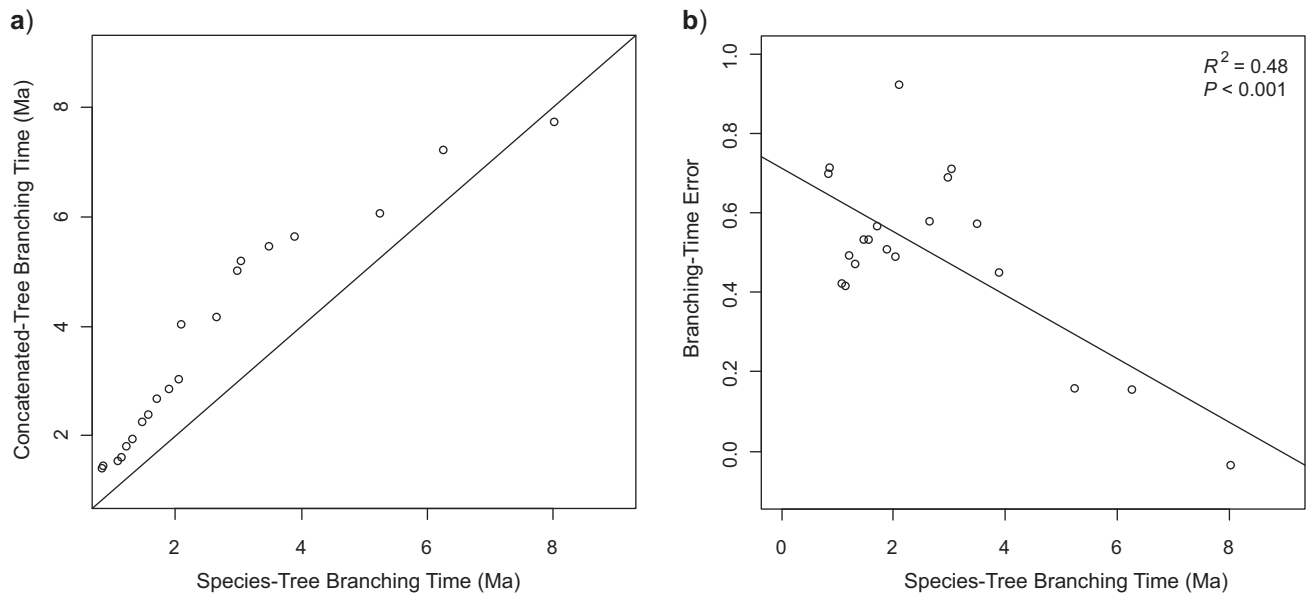 a)
Concatenated-Tree Branching Time (Ma)
8
6
4
2
2 4 6 8
Species-Tree Branching Time (Ma)
b)
R² = 0.48
P < 0.001
Branching-Time Error
1.0
0.8
0.6
0.4
0.2
0.0
0 2 4 6 8
Species-Tree Branching Time (Ma)